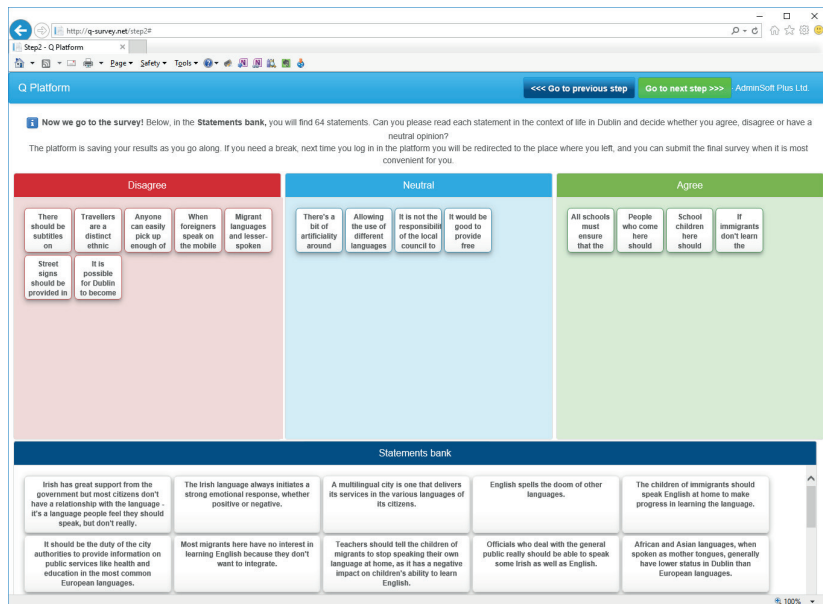 http://q-survey.net/step2#
Step2 - Q Platform
Page Safety Tools
Q Platform
<<< Go to previous step
Go to next step >>>
AdminSoft Plus Ltd.
Now we go to the survey! Below, in the Statements bank, you will find 64 statements. Can you please read each statement in the context of life in Dublin and decide whether you agree, disagree or have a
neutral opinion?
The platform is saving your results as you go along. If you need a break, next time you log in in the platform you will be redirected to the place where you left, and you can submit the final survey when it is most
convenient for you.
Disagree
There
should be
subtitles
on
Travellers
are a
distinct
ethnic
Anyone
can easily
pick up
enough of
When
foreigners
speak on
the mobile
Migrant
languages
and lesser-
spoken
Street
signs
should be
provided in
It is
possible
for Dublin
to become
Neutral
There's a
bit of
artificiality
around
Allowing
the use of
different
languages
It is not the
responsibilit
of the local
council to
It would be
good to
provide
free
Agree
All schools
must
ensure
that the
People
who come
here
should
School
children
here
should
If
immigrants
don't learn
the
Statements bank
Irish has great support from the
government but most citizens don't
have a relationship with the language -
it's a language people feel they should
speak, but don't really.
The Irish language always initiates a
strong emotional response, whether
positive or negative.
A multilingual city is one that delivers
its services in the various languages of
its citizens.
English spells the doom of other
languages.
The children of immigrants should
speak English at home to make
progress in learning the language.
It should be the duty of the city
authorities to provide information on
public services like health and
education in the most common
European languages.
Most migrants here have no interest in
learning English because they don't
want to integrate.
Teachers should tell the children of
migrants to stop speaking their own
language at home, as it has a negative
impact on children's ability to learn
English.
Officials who deal with the general
public really should be able to speak
some Irish as well as English.
African and Asian languages, when
spoken as mother tongues, generally
have lower status in Dublin than
European languages.
100%